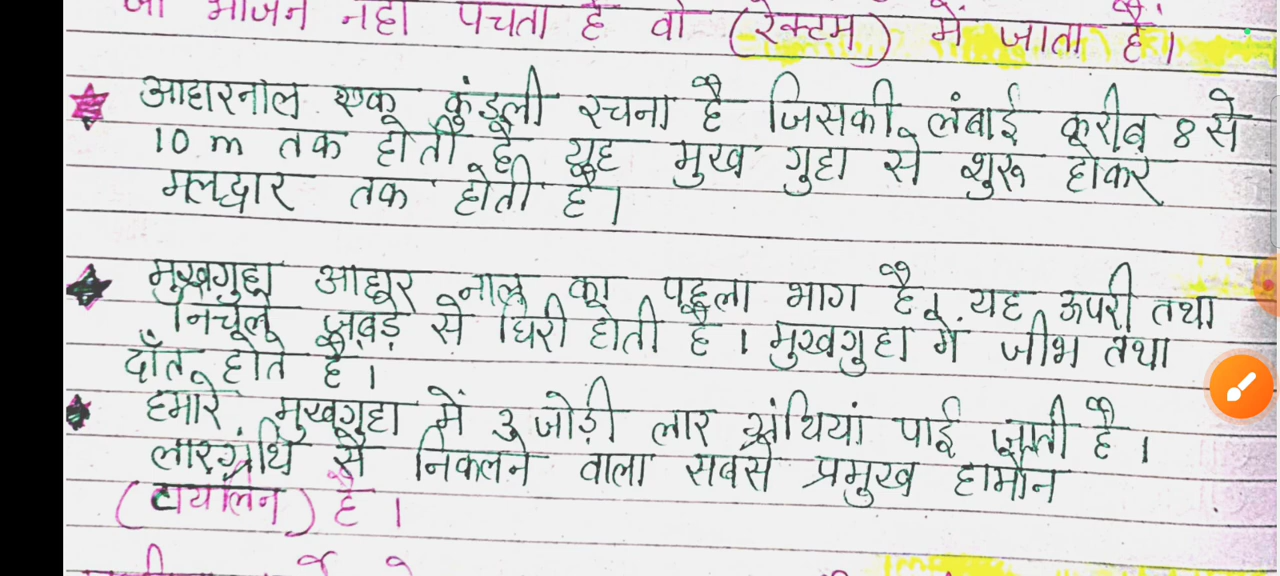 जो भोजन नहीं पचता है वो (रेक्टम) में जाता है।
आहारनाल एक कुंडली रचना है जिसकी लंबाई करीब 8 से
10 m तक होती है यह मुख गुहा से शुरू होकर
मलद्वार तक होती है।
मुखगुहा आहार नाल का पहला भाग है। यह ऊपरी तथा
निचले जबड़े से घिरी होती है। मुखगुहा में जीभ तथा
दाँत होते है।
हमारे मुखगुहा में 3 जोड़ी लार ग्रंथियां पाई जाती है।
लारग्रंथि से निकलने वाला सबसे प्रमुख हार्मोन
(टायलिन) है।